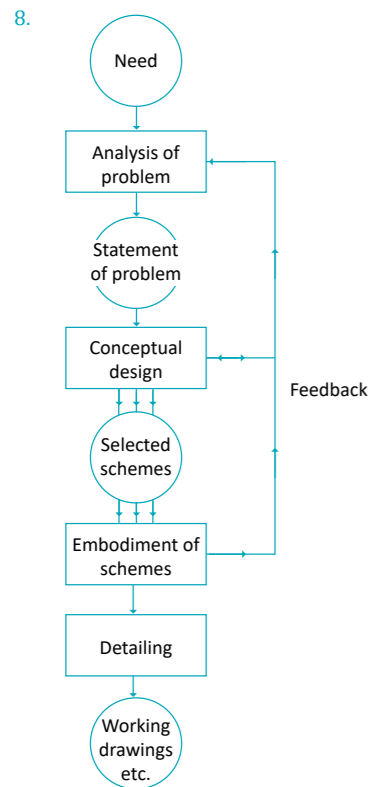 8.
Need
Analysis of
problem
Statement
of problem
Conceptual
design
Feedback
Selected
schemes
Embodiment of
schemes
Detailing
Working
drawings
etc.